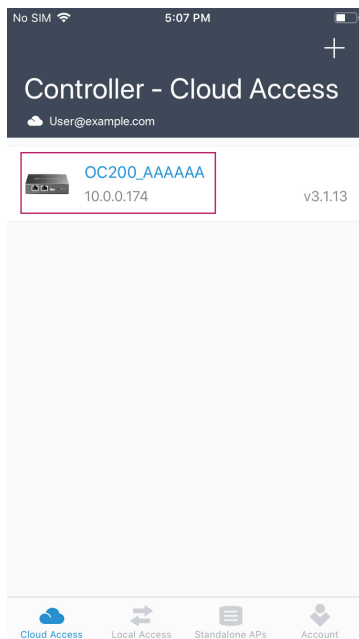 No SIM 5:07 PM
Controller – Cloud Access
User@example.com
OC200_AAAAAA
10.0.0.174 v3.1.13
Cloud Access Local Access Standalone APs Account